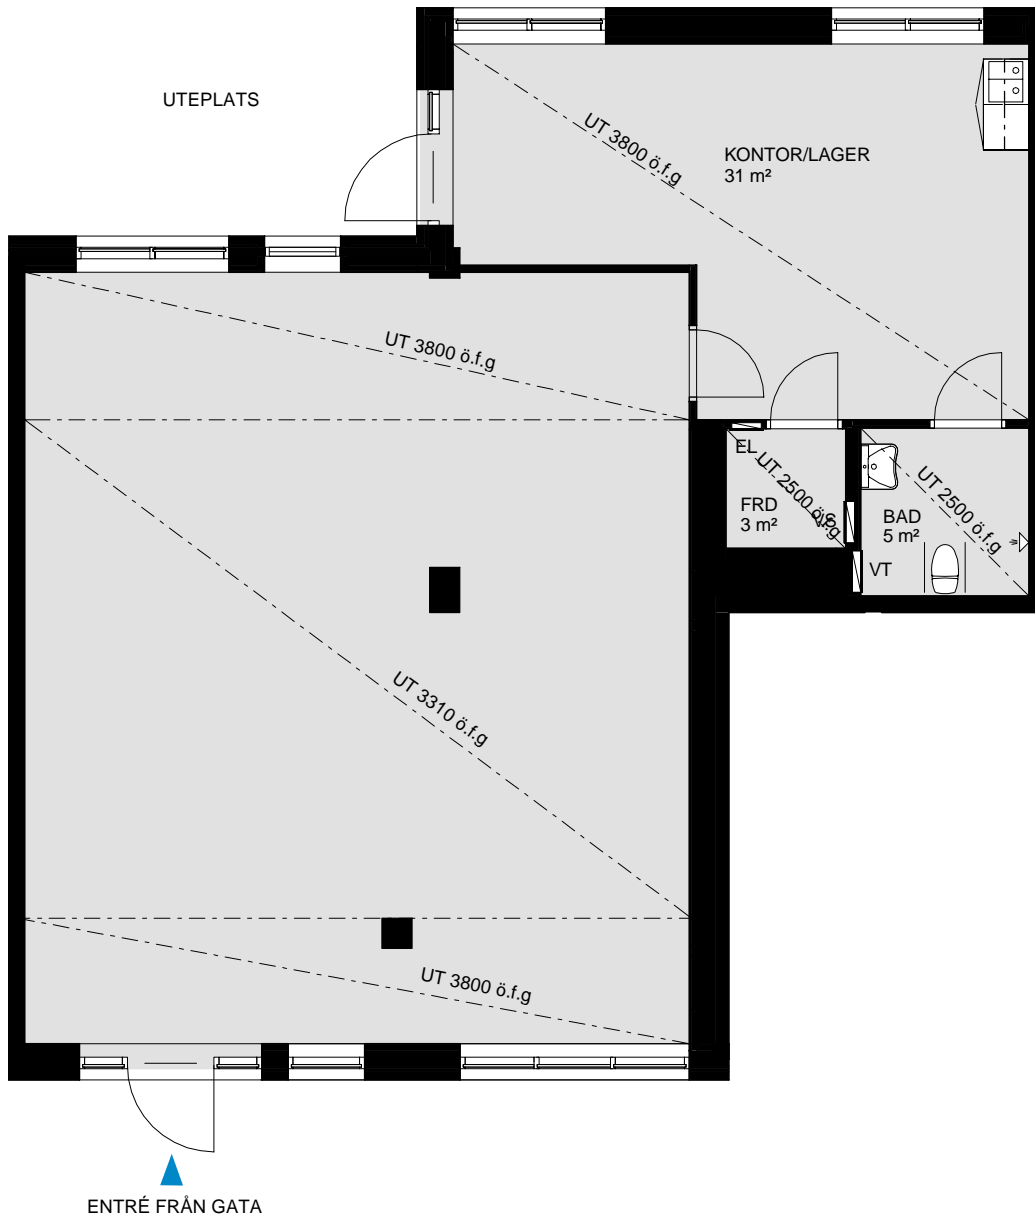 UTEPLATS
UT 3800 ö.f.g
KONTOR/LAGER
31 m²
UT 3800 ö.f.g
EL
UT 2500 ö.f.g
FRD
3 m²
VS
BAD
5 m²
UT 2500 ö.f.g
VT
UT 3310 ö.f.g
UT 3800 ö.f.g
ENTRÉ FRÅN GATA